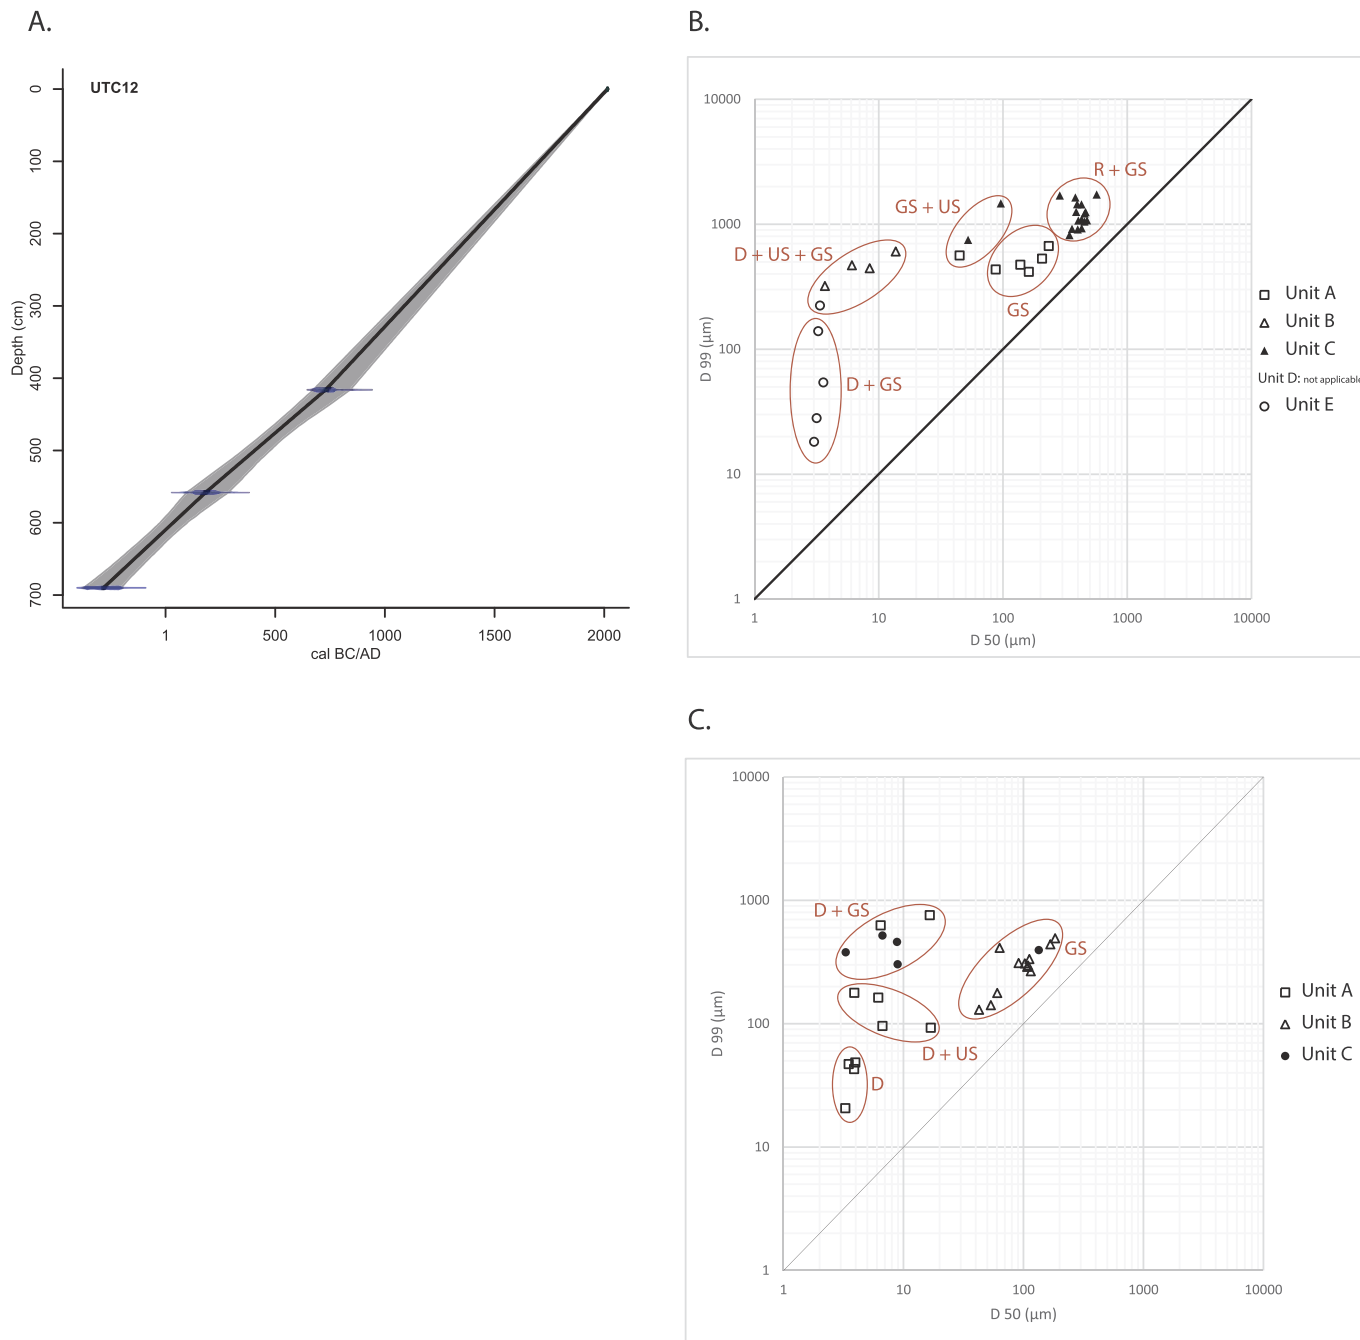 A.
UTC12
0
100
200
300
400
500
600
700
Depth (cm)
1
500
1000
1500
2000
cal BC/AD
B.
10000
1000
100
10
1
D 99 (µm)
R + GS
GS + US
D + US + GS
GS
D + GS
1
10
100
1000
10000
D 50 (µm)
Unit A
Unit B
Unit C
Unit D: not applicable
Unit E
C.
10000
1000
100
10
1
D 99 (µm)
D + GS
GS
D + US
D
1
10
100
1000
10000
D 50 (µm)
Unit A
Unit B
Unit C